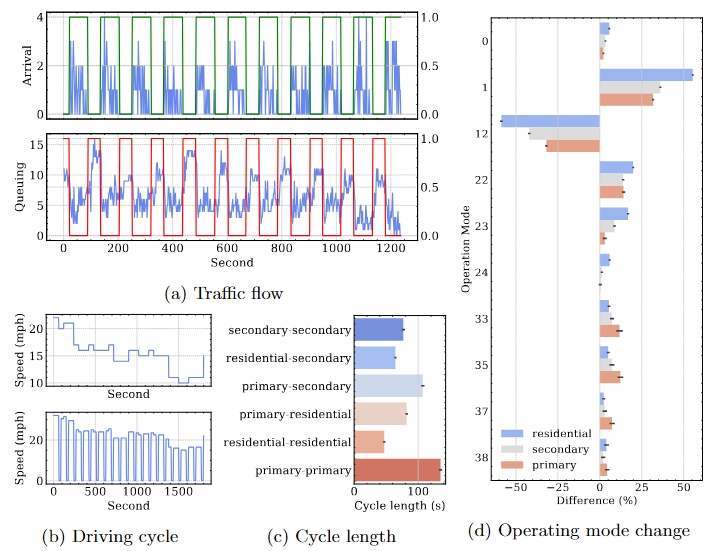 4
2
0
Arrival
1.0
0.5
0.0
15
10
5
0
Queuing
1.0
0.5
0.0
0 200 400 600 800 1000 1200
Second
(a) Traffic flow
20
15
10
Speed (mph)
Second
20
0
Speed (mph)
0 500 1000 1500
Second
(b) Driving cycle
secondary-secondary
residential-secondary
primary-secondary
primary-residential
residential-residential
primary-primary
0 100
Cycle length (s)
(c) Cycle length
Operation Mode
0
1
12
22
23
24
33
35
37
38
residential
secondary
primary
−50 −25 0 25 50
Difference (%)
(d) Operating mode change